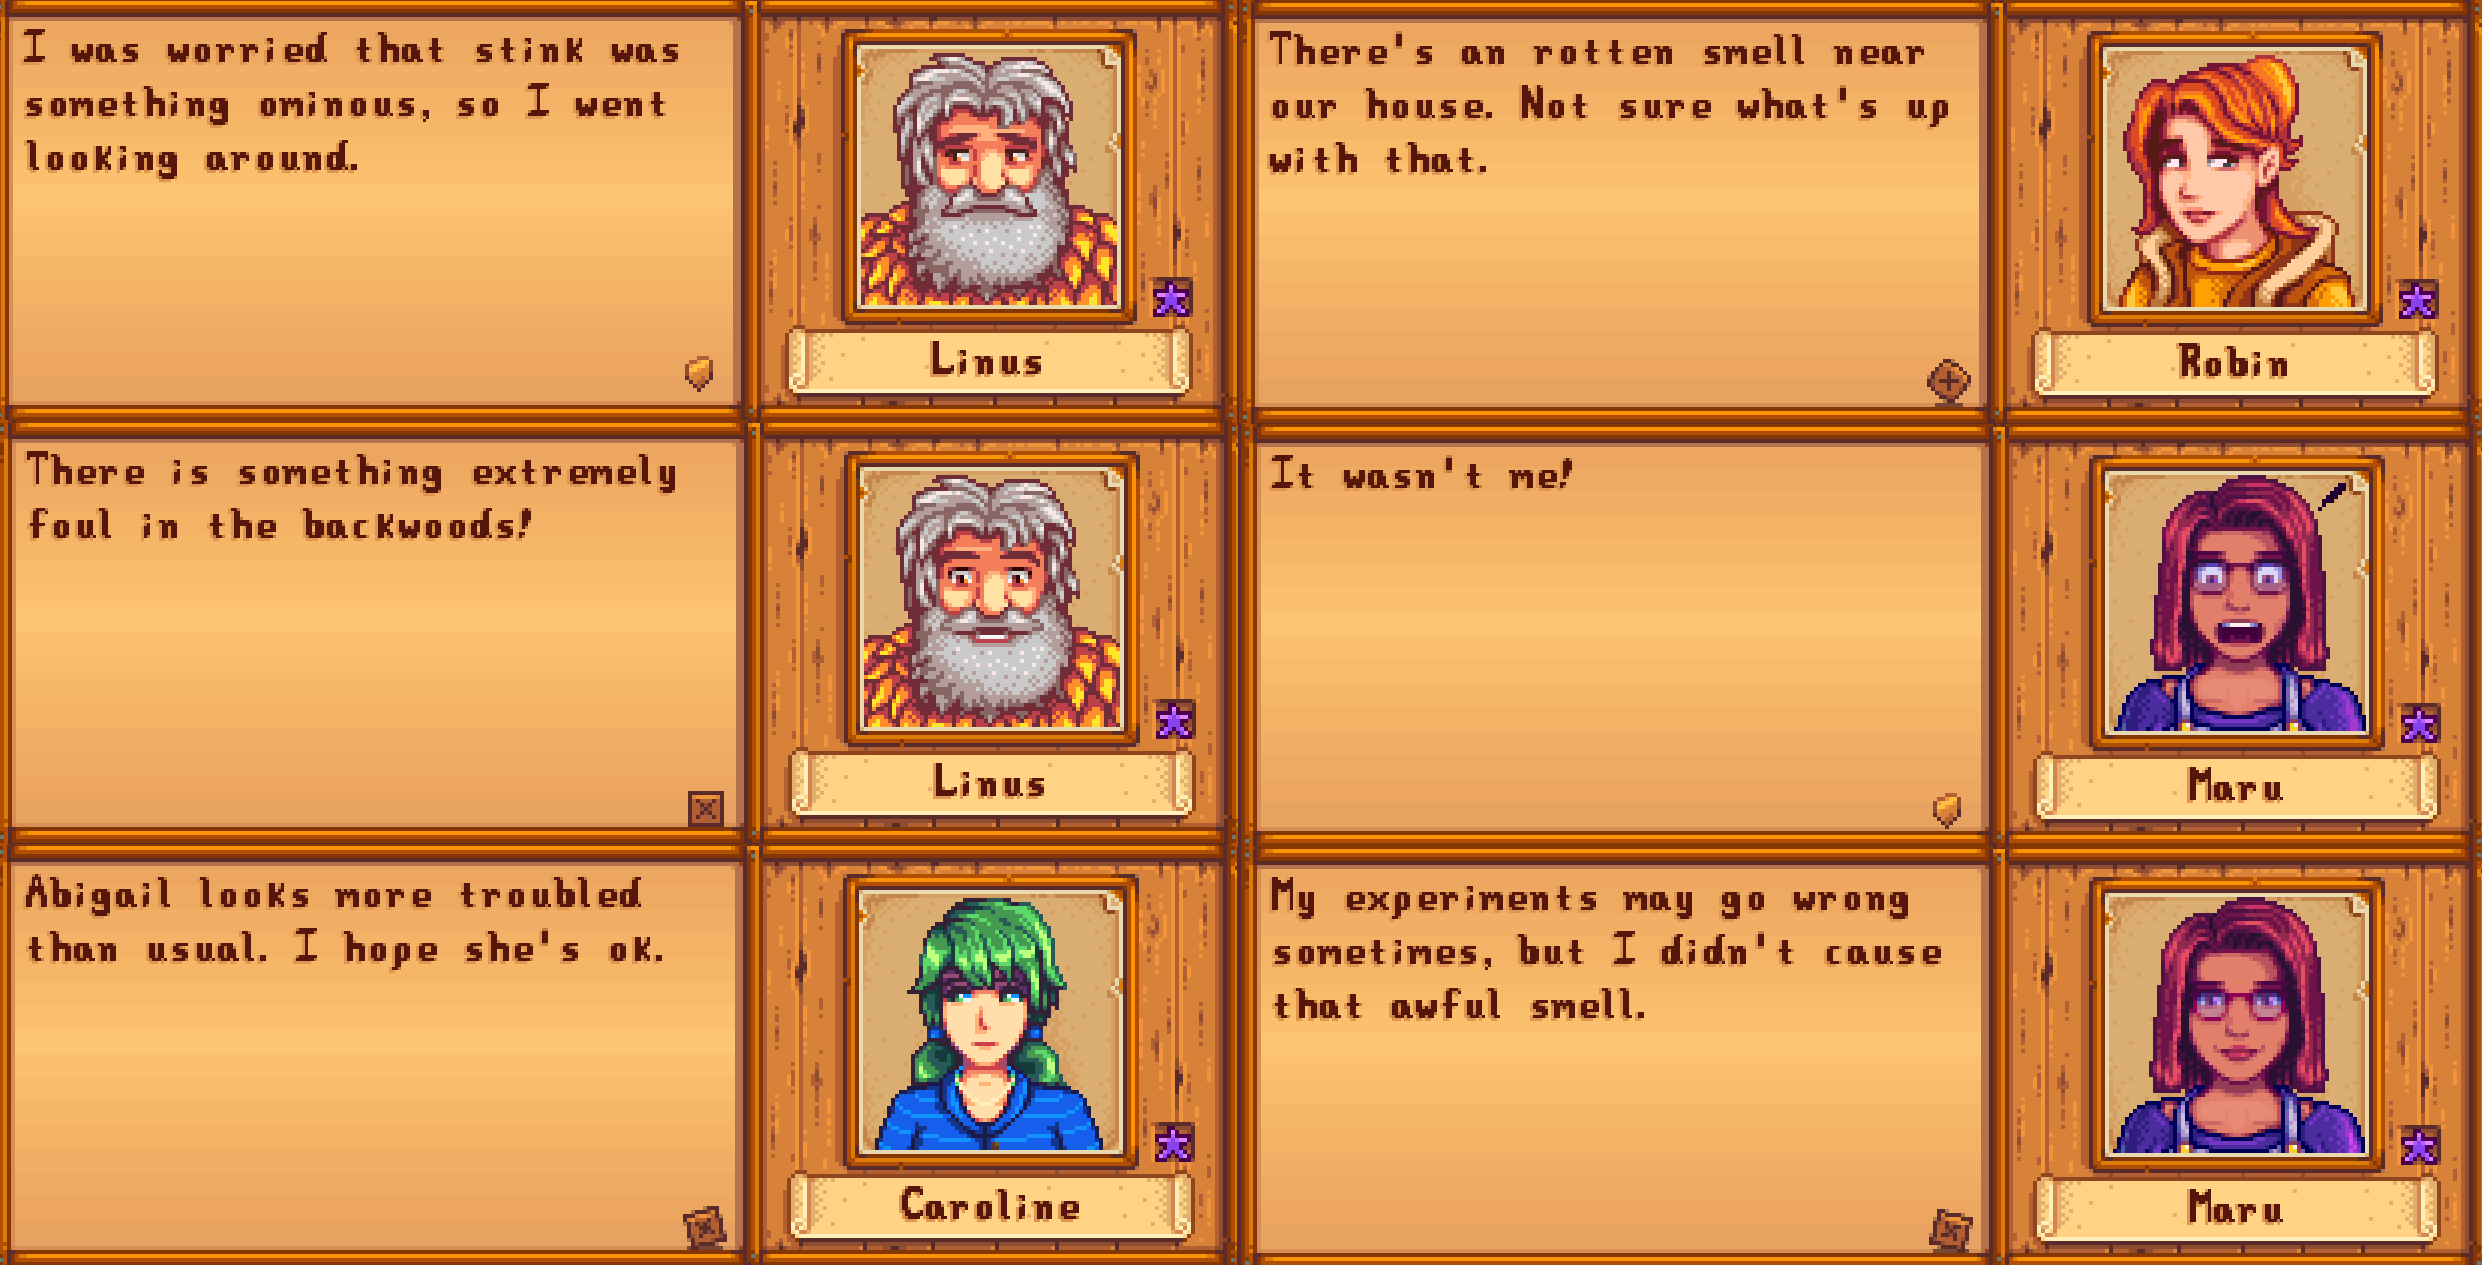 I was worried that stink was
something ominous, so I went
looking around.
Linus
There's an rotten smell near
our house. Not sure what's up
with that.
Robin
There is something extremely
foul in the backwoods!
Linus
It wasn't me!
Maru
Abigail looks more troubled
than usual. I hope she's ok.
Caroline
My experiments may go wrong
sometimes, but I didn't cause
that awful smell.
Maru